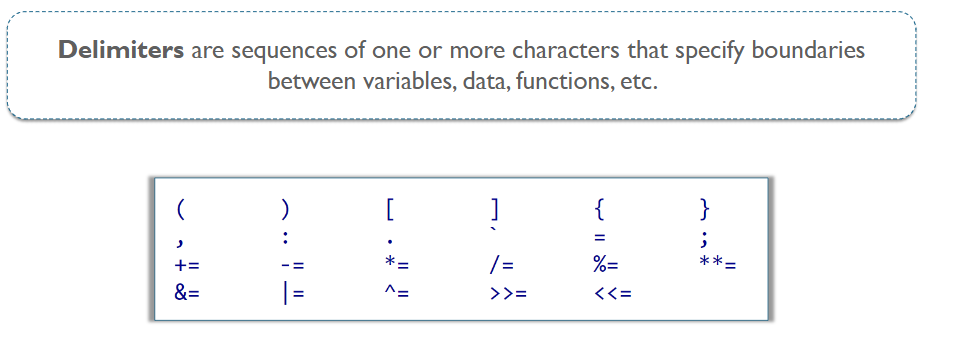 Delimiters are sequences of one or more characters that specify boundaries
between variables, data, functions, etc.
( ) [ ] { }
, : . ` = ;
+= -= *= /= %= **=
&= |= ^= >>= <<=